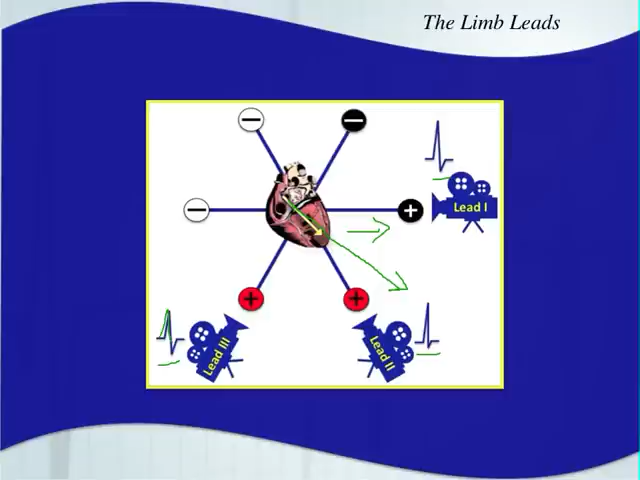 The Limb Leads
−
−
Lead I
−
+
+
+
Lead III
Lead II